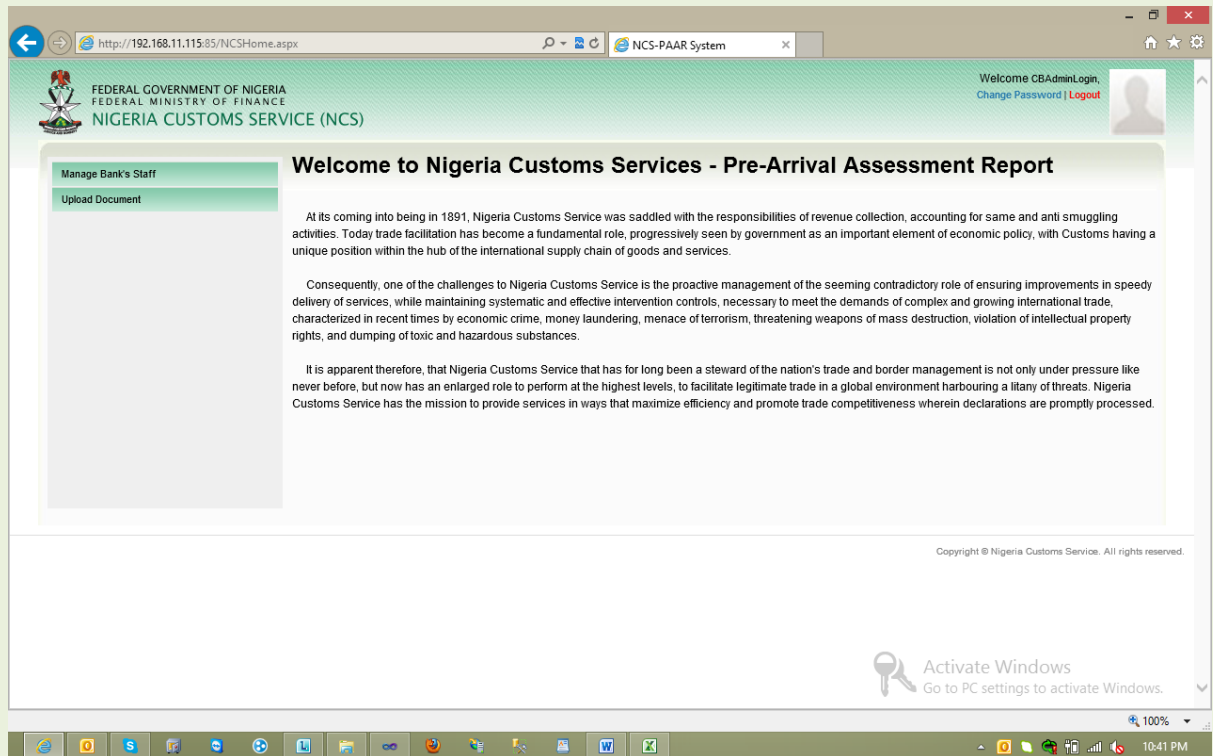 http://192.168.11.115:85/NCSHome.aspx
NCS-PAAR System
FEDERAL GOVERNMENT OF NIGERIA
FEDERAL MINISTRY OF FINANCE
NIGERIA CUSTOMS SERVICE (NCS)
Welcome CBAdminLogin,
Change Password | Logout
Manage Bank's Staff
Upload Document
Welcome to Nigeria Customs Services - Pre-Arrival Assessment Report
At its coming into being in 1891, Nigeria Customs Service was saddled with the responsibilities of revenue collection, accounting for same and anti smuggling
activities. Today trade facilitation has become a fundamental role, progressively seen by government as an important element of economic policy, with Customs having a
unique position within the hub of the international supply chain of goods and services.
Consequently, one of the challenges to Nigeria Customs Service is the proactive management of the seeming contradictory role of ensuring improvements in speedy
delivery of services, while maintaining systematic and effective intervention controls, necessary to meet the demands of complex and growing international trade,
characterized in recent times by economic crime, money laundering, menace of terrorism, threatening weapons of mass destruction, violation of intellectual property
rights, and dumping of toxic and hazardous substances.
It is apparent therefore, that Nigeria Customs Service that has for long been a steward of the nation's trade and border management is not only under pressure like
never before, but now has an enlarged role to perform at the highest levels, to facilitate legitimate trade in a global environment harbouring a litany of threats. Nigeria
Customs Service has the mission to provide services in ways that maximize efficiency and promote trade competitiveness wherein declarations are promptly processed.
Copyright © Nigeria Customs Service. All rights reserved.
Activate Windows
Go to PC settings to activate Windows.
100%
10:41 PM